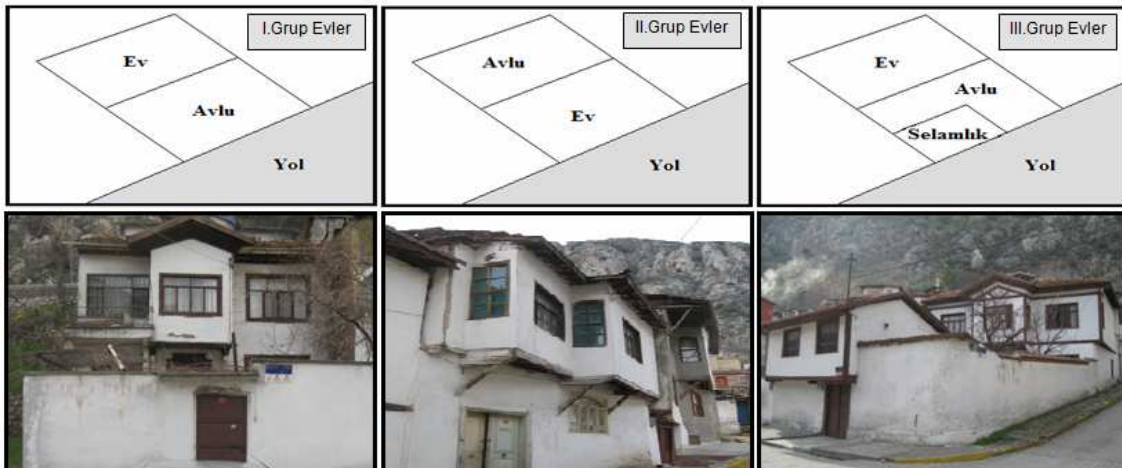 I.Grup Evler
Ev
Avlu
Yol
II.Grup Evler
Avlu
Ev
Yol
III.Grup Evler
Ev
Avlu
Selamlık
Yol